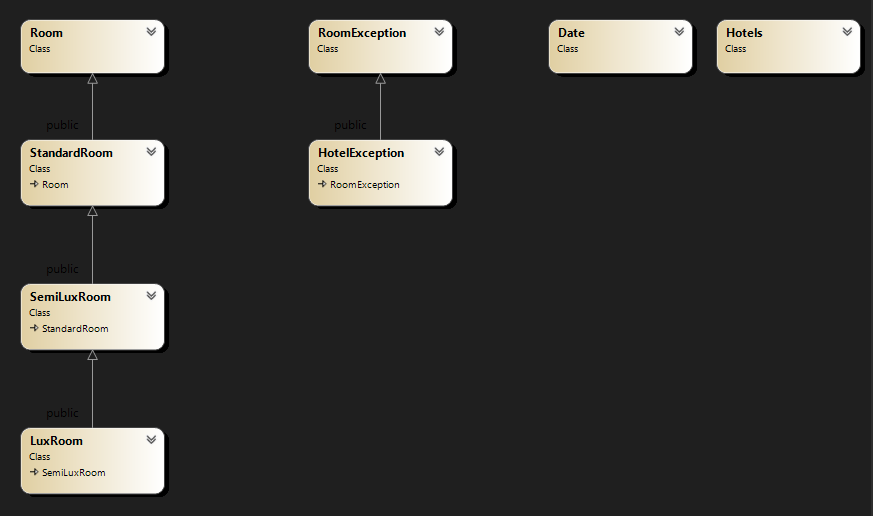 Room
Class
RoomException
Class
Date
Class
Hotels
Class
public
public
StandardRoom
Class
Room
HotelException
Class
RoomException
public
SemiLuxRoom
Class
StandardRoom
public
LuxRoom
Class
SemiLuxRoom